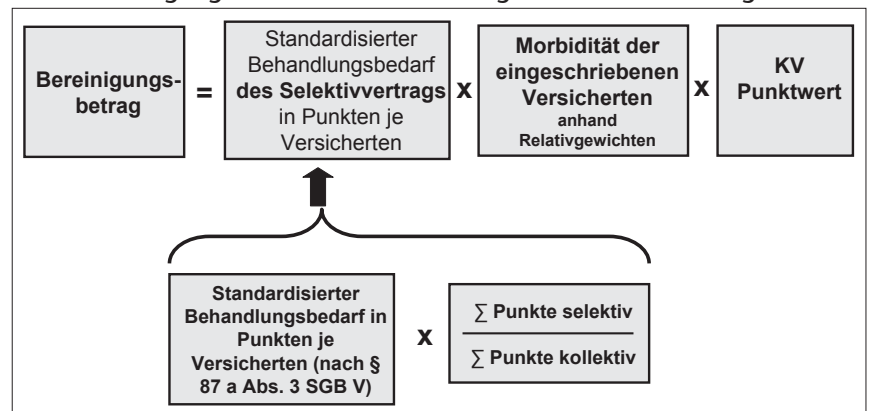 Bereinigungs-
betrag
=
Standardisierter
Behandlungsbedarf
des Selektivvertrags
in Punkten je
Versicherten
x
Morbidität der
eingeschriebenen
Versicherten
anhand
Relativgewichten
x
KV
Punktwert
Standardisierter
Behandlungsbedarf in
Punkten je
Versicherten (nach §
87 a Abs. 3 SGB V)
x
∑ Punkte selektiv
∑ Punkte kollektiv